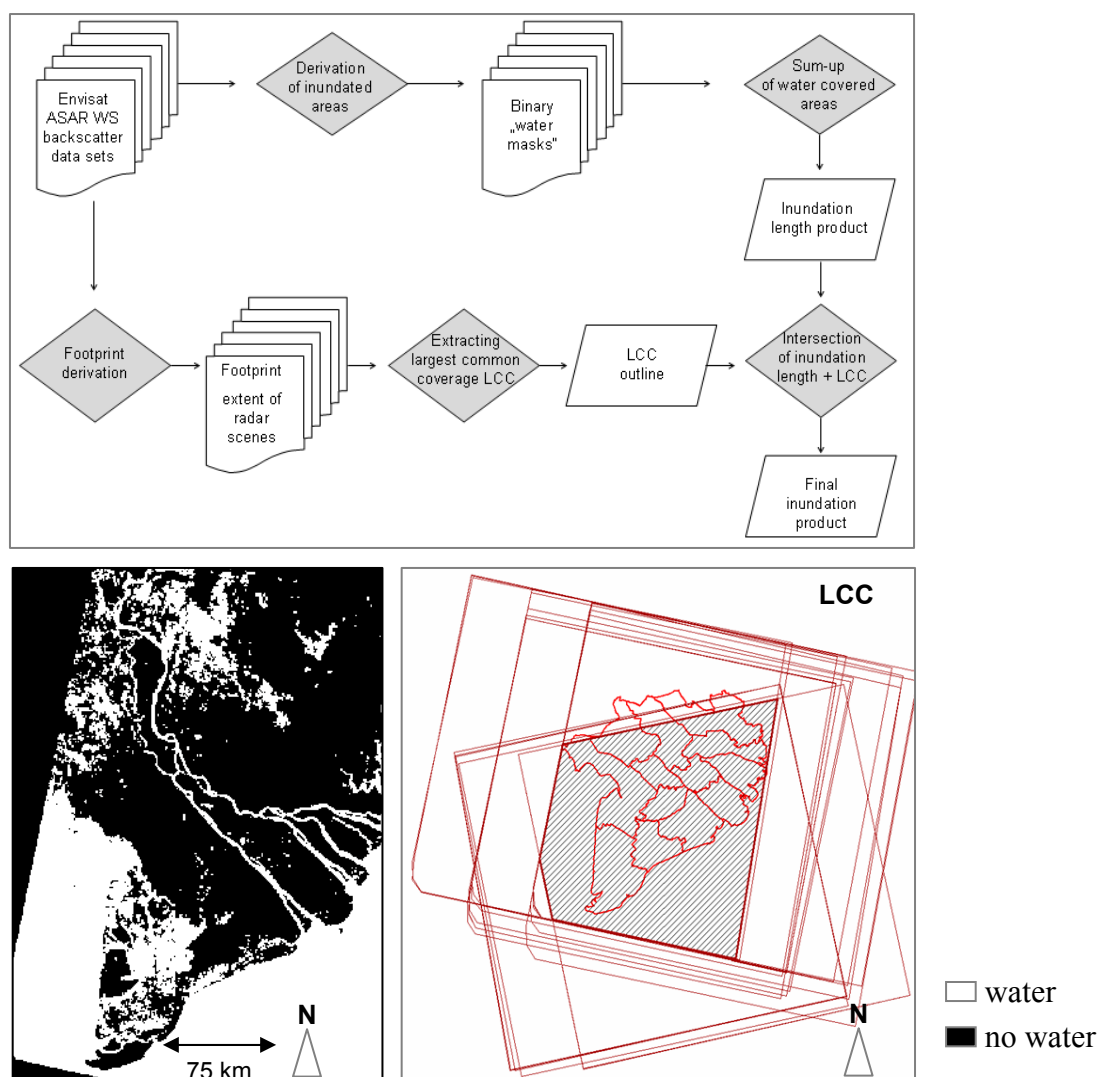 Envisat
ASAR WS
backscatter
data sets
Derivation
of inundated
areas
Binary
„water
masks"
Sum-up
of water covered
areas
Inundation
length product
Footprint
derivation
Footprint
extent of
radar
scenes
Extracting
largest common
coverage LCC
LCC
outline
Intersection
of inundation
length + LCC
Final
inundation
product
N
75 km
LCC
N
water
no water